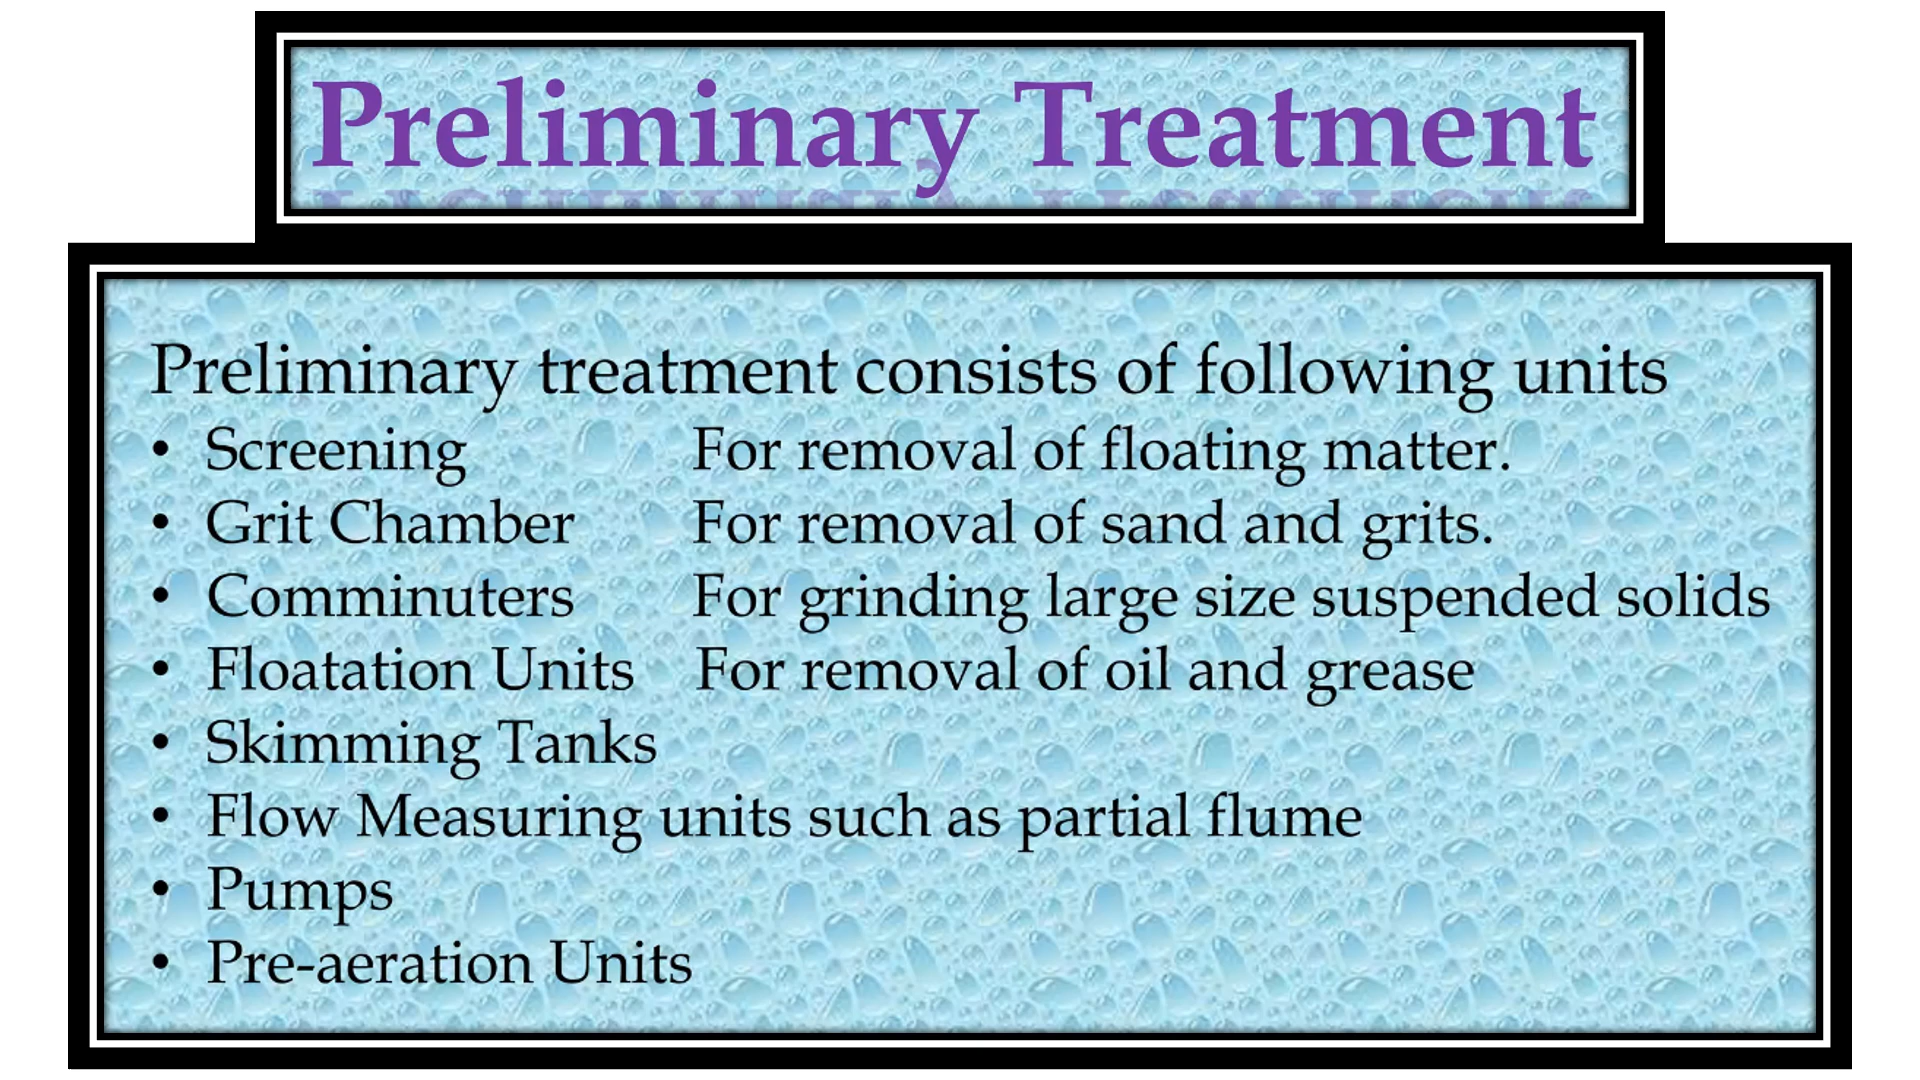 Preliminary Treatment
Preliminary treatment consists of following units
• Screening For removal of floating matter.
• Grit Chamber For removal of sand and grits.
• Comminuters For grinding large size suspended solids
• Floatation Units For removal of oil and grease
• Skimming Tanks
• Flow Measuring units such as partial flume
• Pumps
• Pre-aeration Units